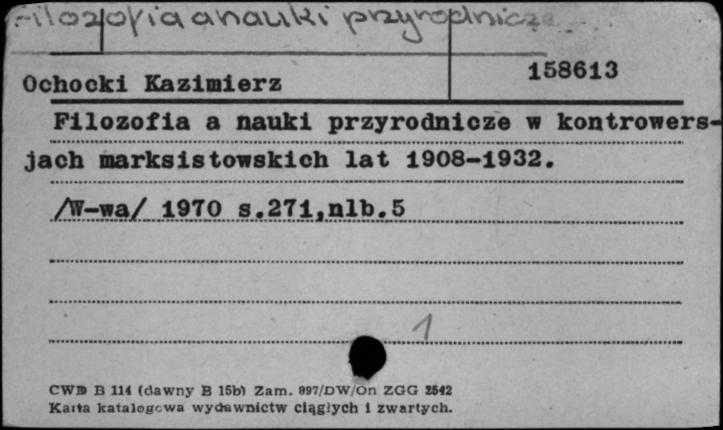 Filozofia a nauki przyrodnicze
Ochocki Kazimierz 158613
Filozofia a nauki przyrodnicze w kontrowers-
jach marksistowskich lat 1908-1932.
/W-wa/ 1970 s.271,nlb.5
1
CWD B 114 (dawny B 15b) Zam. 897/DW/On ZGG 2542
Karta katalogowa wydawnictw ciągłych i zwartych.